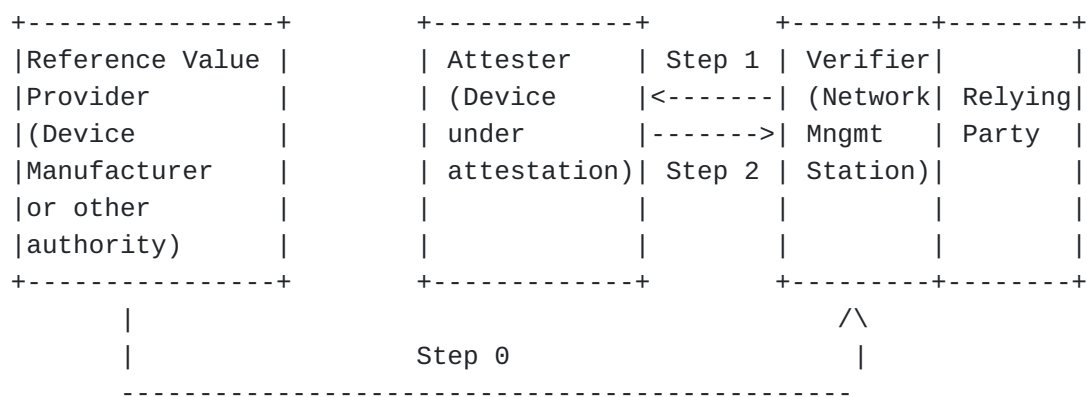 +----------------+        +-------------+        +---------+--------+
|Reference Value |        | Attester    | Step 1 | Verifier|        |
|Provider        |        | (Device     |<-------| (Network| Relying|
|(Device         |        | under       |------->| Mngmt   | Party  |
|Manufacturer    |        | attestation)| Step 2 | Station)|        |
|or other        |        |             |        |         |        |
|authority)      |        |             |        |         |        |
+----------------+        +-------------+        +---------+--------+
       |                                             /\
       |                  Step 0                      |
       -----------------------------------------------